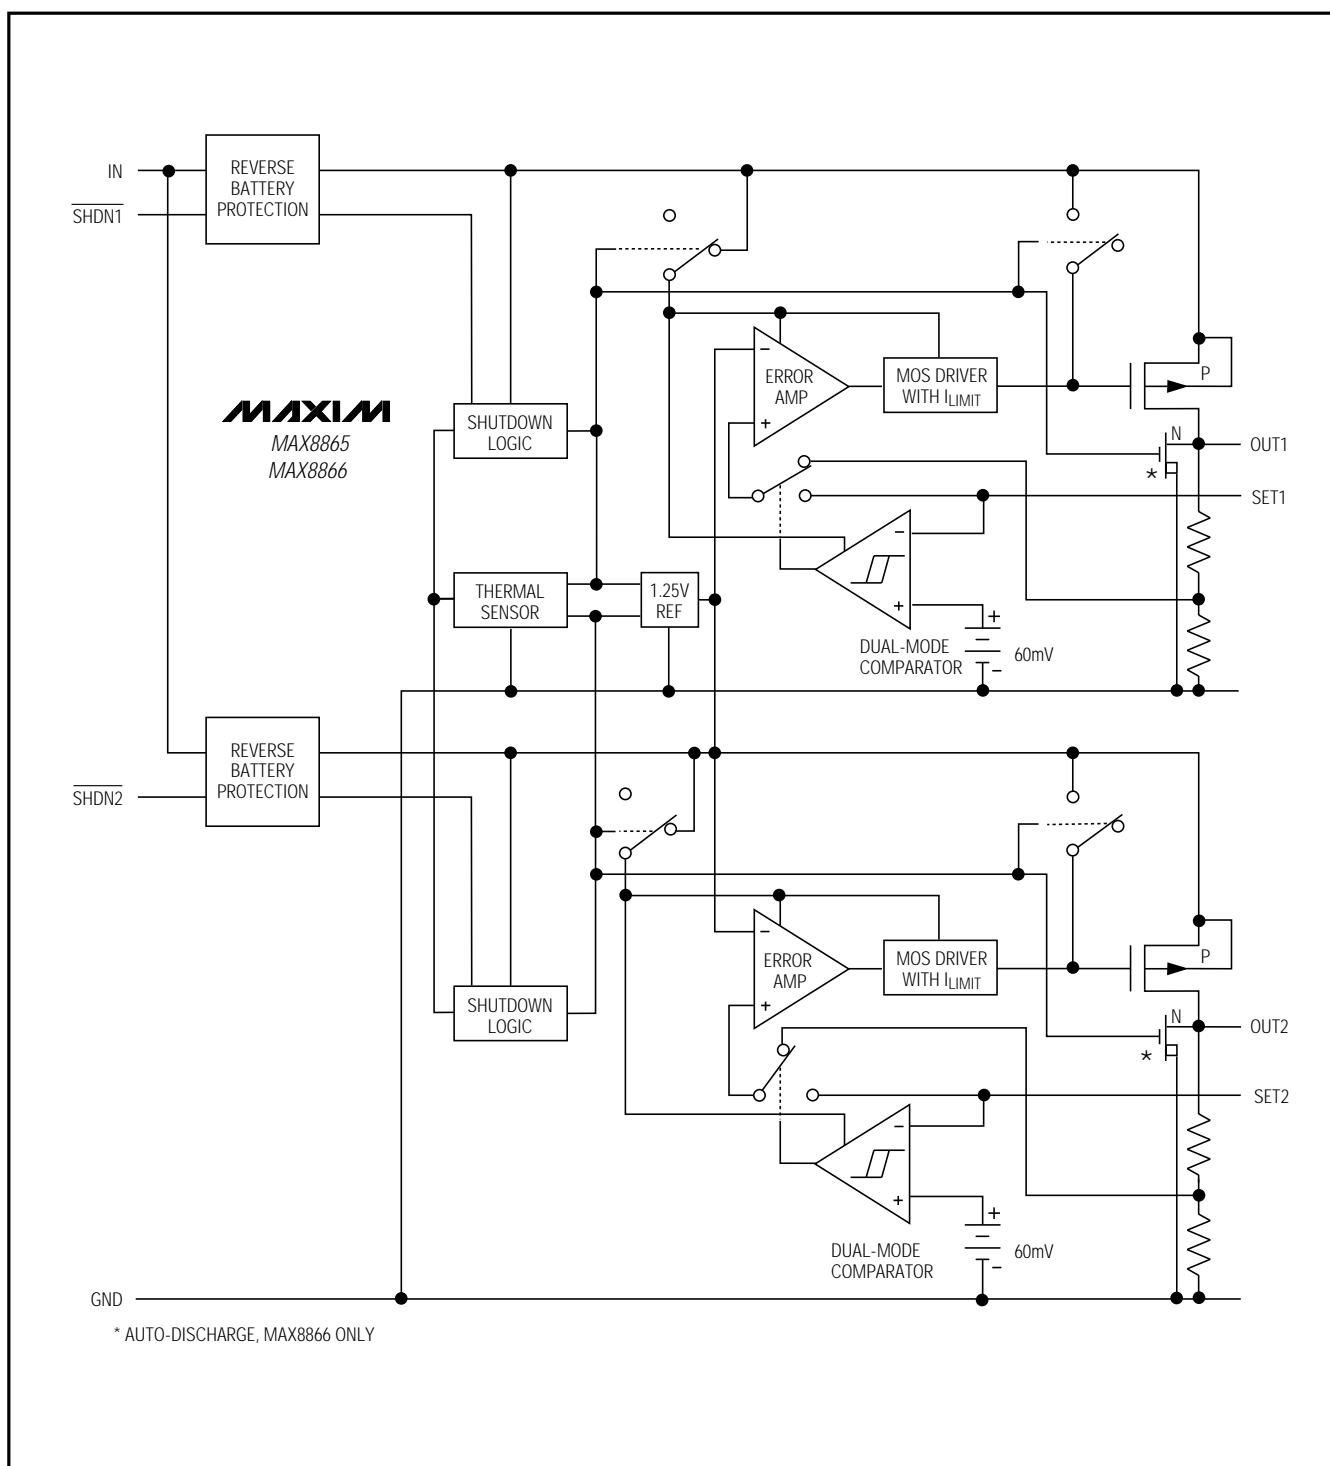 IN
REVERSE
BATTERY
PROTECTION
SHDN1
MAXIM
MAX8865
MAX8866
SHUTDOWN
LOGIC
−
ERROR
AMP
+
MOS DRIVER
WITH ILIMIT
P
N
*
OUT1
SET1
THERMAL
SENSOR
1.25V
REF
−
+
DUAL-MODE
COMPARATOR
+
60mV
−
REVERSE
BATTERY
PROTECTION
SHDN2
SHUTDOWN
LOGIC
−
ERROR
AMP
+
MOS DRIVER
WITH ILIMIT
P
N
*
OUT2
SET2
−
+
DUAL-MODE
COMPARATOR
+
60mV
−
GND
* AUTO-DISCHARGE, MAX8866 ONLY